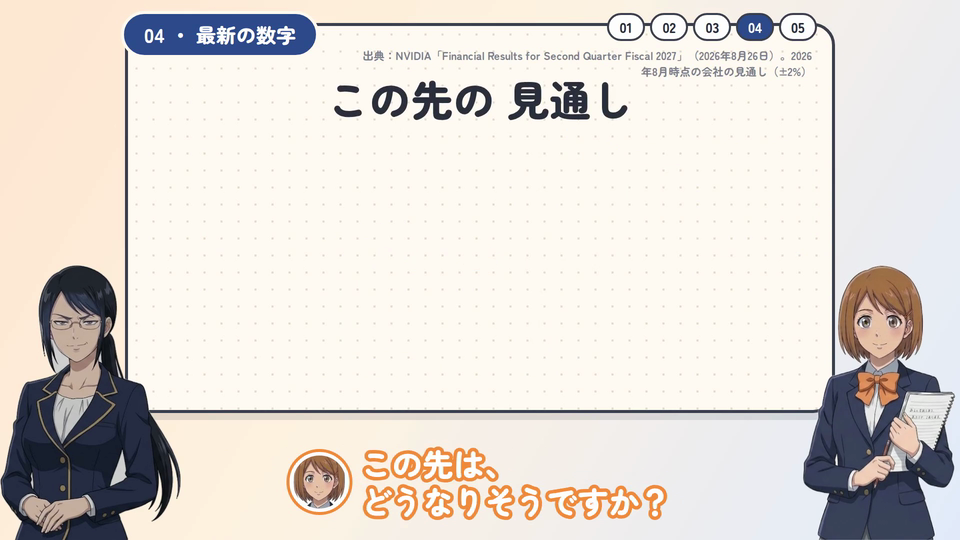 04 ・ 最新の数字
01 02 03 04 05
出典：NVIDIA「Financial Results for Second Quarter Fiscal 2027」（2026年8月26日）。2026
年8月時点の会社の見通し（±2%）
この先の 見通し
この先は、
どうなりそうですか？